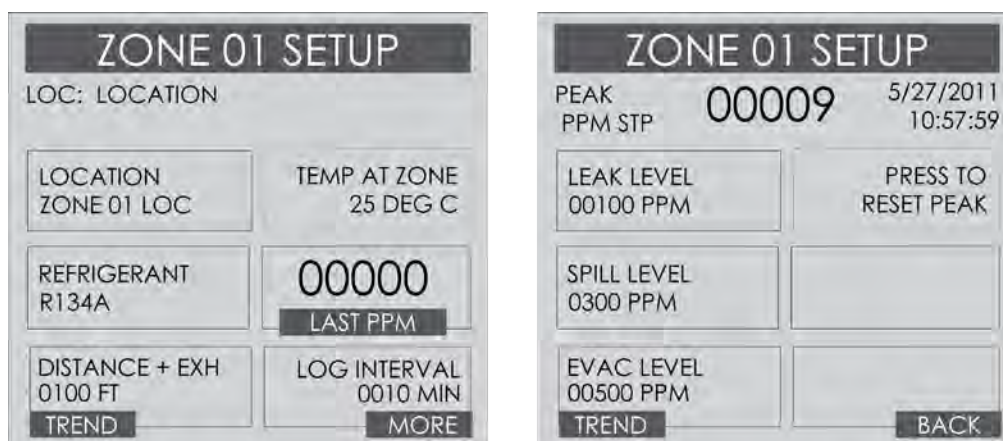 ZONE 01 SETUP
LOC: LOCATION
LOCATION
ZONE 01 LOC
TEMP AT ZONE
25 DEG C
REFRIGERANT
R134A
00000
LAST PPM
DISTANCE + EXH
0100 FT
LOG INTERVAL
0010 MIN
TREND
MORE
ZONE 01 SETUP
PEAK
PPM STP
00009
5/27/2011
10:57:59
LEAK LEVEL
00100 PPM
PRESS TO
RESET PEAK
SPILL LEVEL
0300 PPM
EVAC LEVEL
00500 PPM
TREND
BACK